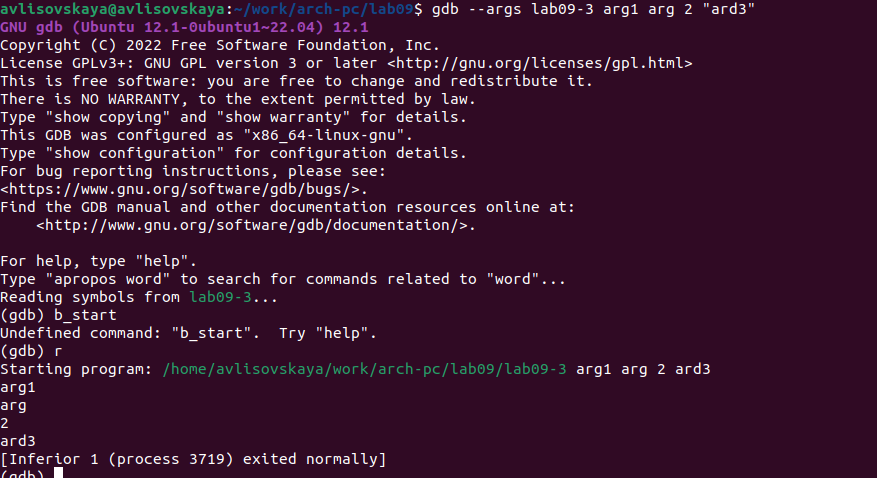 avlisovskaya@avlisovskaya:~/work/arch-pc/lab09$ gdb --args lab09-3 arg1 arg 2 "ard3"
GNU gdb (Ubuntu 12.1-0ubuntu1~22.04) 12.1
Copyright (C) 2022 Free Software Foundation, Inc.
License GPLv3+: GNU GPL version 3 or later <http://gnu.org/licenses/gpl.html>
This is free software: you are free to change and redistribute it.
There is NO WARRANTY, to the extent permitted by law.
Type "show copying" and "show warranty" for details.
This GDB was configured as "x86_64-linux-gnu".
Type "show configuration" for configuration details.
For bug reporting instructions, please see:
<https://www.gnu.org/software/gdb/bugs/>.
Find the GDB manual and other documentation resources online at:
    <http://www.gnu.org/software/gdb/documentation/>.

For help, type "help".
Type "apropos word" to search for commands related to "word"...
Reading symbols from lab09-3...
(gdb) b_start
Undefined command: "b_start".  Try "help".
(gdb) r
Starting program: /home/avlisovskaya/work/arch-pc/lab09/lab09-3 arg1 arg 2 ard3
arg1
arg
2
ard3
[Inferior 1 (process 3719) exited normally]
(gdb)